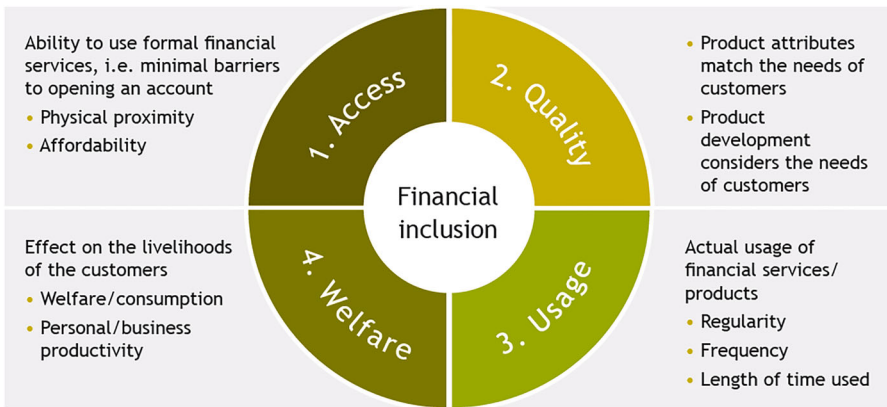 Ability to use formal financial
services, i.e. minimal barriers
to opening an account
• Physical proximity
• Affordability
1. Access
2. Quality
• Product attributes
match the needs of
customers
• Product
development
considers the needs
of customers
Financial
inclusion
Effect on the livelihoods
of the customers
• Welfare/consumption
• Personal/business
productivity
4. Welfare
3. Usage
Actual usage of
financial services/
products
• Regularity
• Frequency
• Length of time used